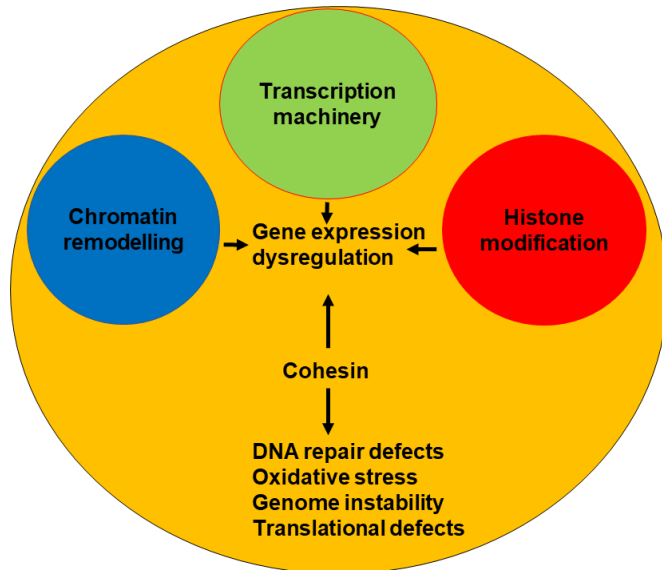 Transcription
machinery
Chromatin
remodelling
Histone
modification
Gene expression
dysregulation
Cohesin
DNA repair defects
Oxidative stress
Genome instability
Translational defects